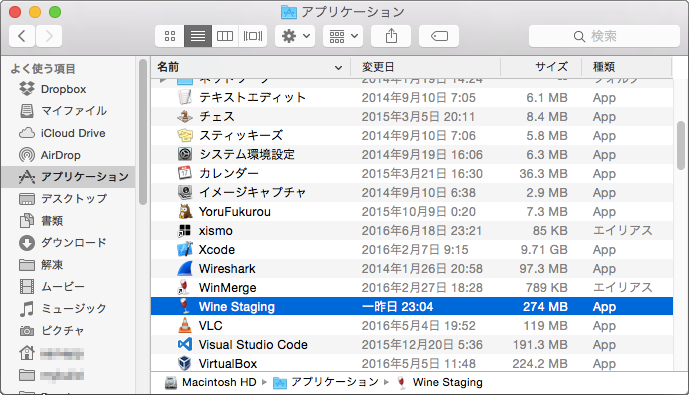 アプリケーション
検索
よく使う項目
Dropbox
マイファイル
iCloud Drive
AirDrop
アプリケーション
デスクトップ
書類
ダウンロード
解凍
ムービー
ミュージック
ピクチャ
名前 変更日 サイズ 種類
テキストエディット 2014年9月10日 7:05 6.1 MB App
チェス 2015年3月5日 20:11 8.4 MB App
スティッキーズ 2014年9月10日 7:06 5.8 MB App
システム環境設定 2014年9月19日 16:06 6.3 MB App
カレンダー 2015年3月21日 16:30 36.3 MB App
イメージキャプチャ 2014年9月10日 6:38 2.9 MB App
YoruFukurou 2015年10月9日 0:20 7.3 MB App
xismo 2016年6月18日 23:21 85 KB エイリアス
Xcode 2016年2月7日 9:15 9.71 GB App
Wireshark 2014年1月26日 20:58 97.3 MB App
WinMerge 2016年2月27日 18:28 789 KB エイリアス
Wine Staging 一昨日 23:04 274 MB App
VLC 2016年5月4日 19:52 119 MB App
Visual Studio Code 2015年12月20日 5:36 191.3 MB App
VirtualBox 2016年5月5日 11:48 224.2 MB App
Macintosh HD ▶ アプリケーション ▶ Wine Staging